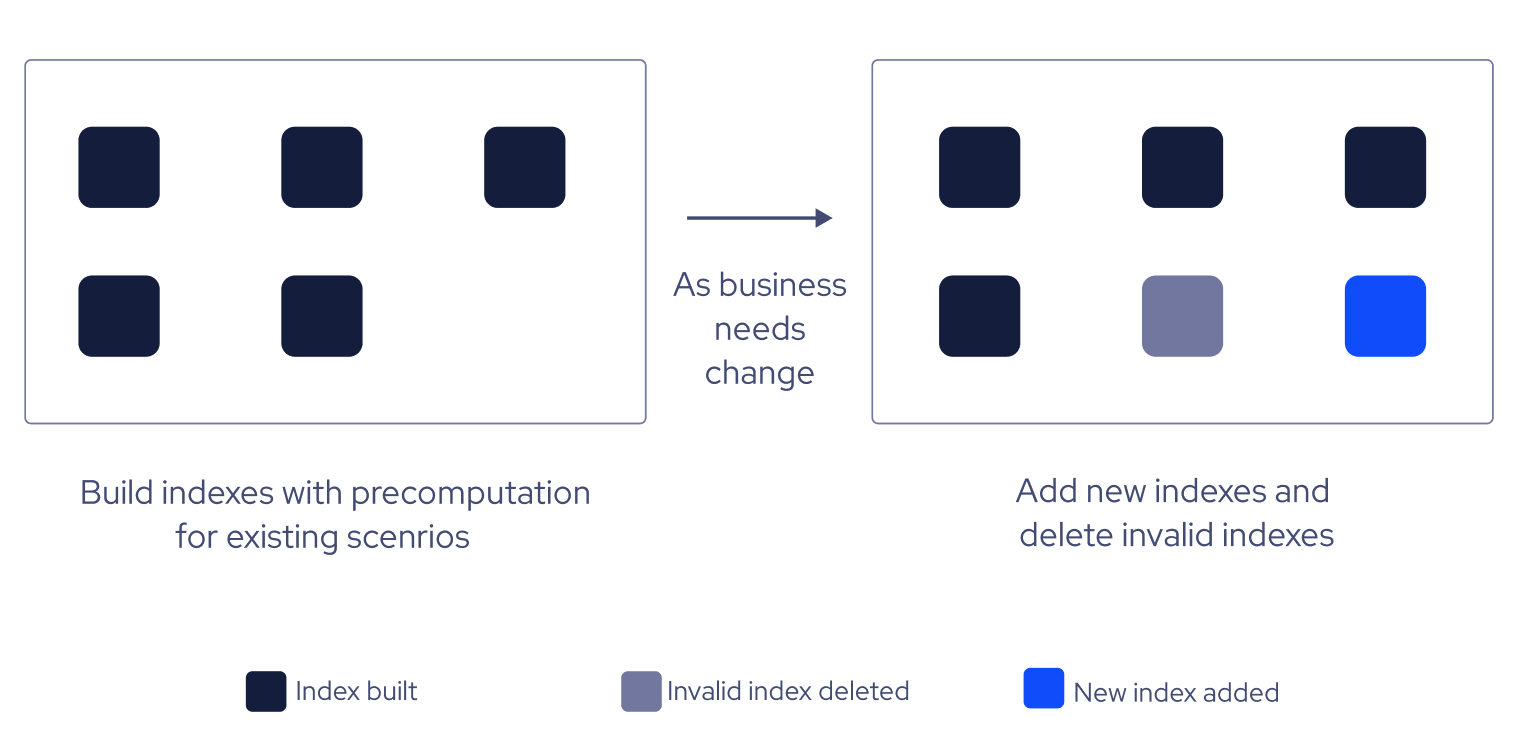 As business
needs
change
Build indexes with precomputation
for existing scenrios
Add new indexes and
delete invalid indexes
Index built
Invalid index deleted
New index added